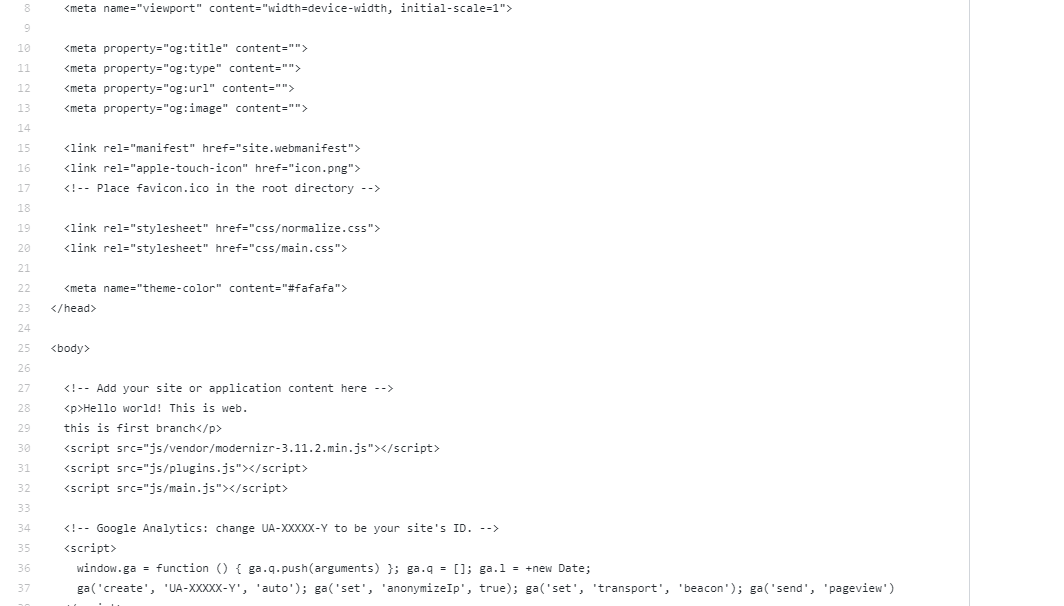 8 <meta name="viewport" content="width=device-width, initial-scale=1">
9
10 <meta property="og:title" content="">
11 <meta property="og:type" content="">
12 <meta property="og:url" content="">
13 <meta property="og:image" content="">
14
15 <link rel="manifest" href="site.webmanifest">
16 <link rel="apple-touch-icon" href="icon.png">
17 <!-- Place favicon.ico in the root directory -->
18
19 <link rel="stylesheet" href="css/normalize.css">
20 <link rel="stylesheet" href="css/main.css">
21
22 <meta name="theme-color" content="#fafafa">
23 </head>
24
25 <body>
26
27 <!-- Add your site or application content here -->
28 <p>Hello world! This is web.
29 this is first branch</p>
30 <script src="js/vendor/modernizr-3.11.2.min.js"></script>
31 <script src="js/plugins.js"></script>
32 <script src="js/main.js"></script>
33
34 <!-- Google Analytics: change UA-XXXXX-Y to be your site's ID. -->
35 <script>
36 window.ga = function () { ga.q.push(arguments) }; ga.q = []; ga.l = +new Date;
37 ga('create', 'UA-XXXXX-Y', 'auto'); ga('set', 'anonymizeIp', true); ga('set', 'transport', 'beacon'); ga('send', 'pageview')